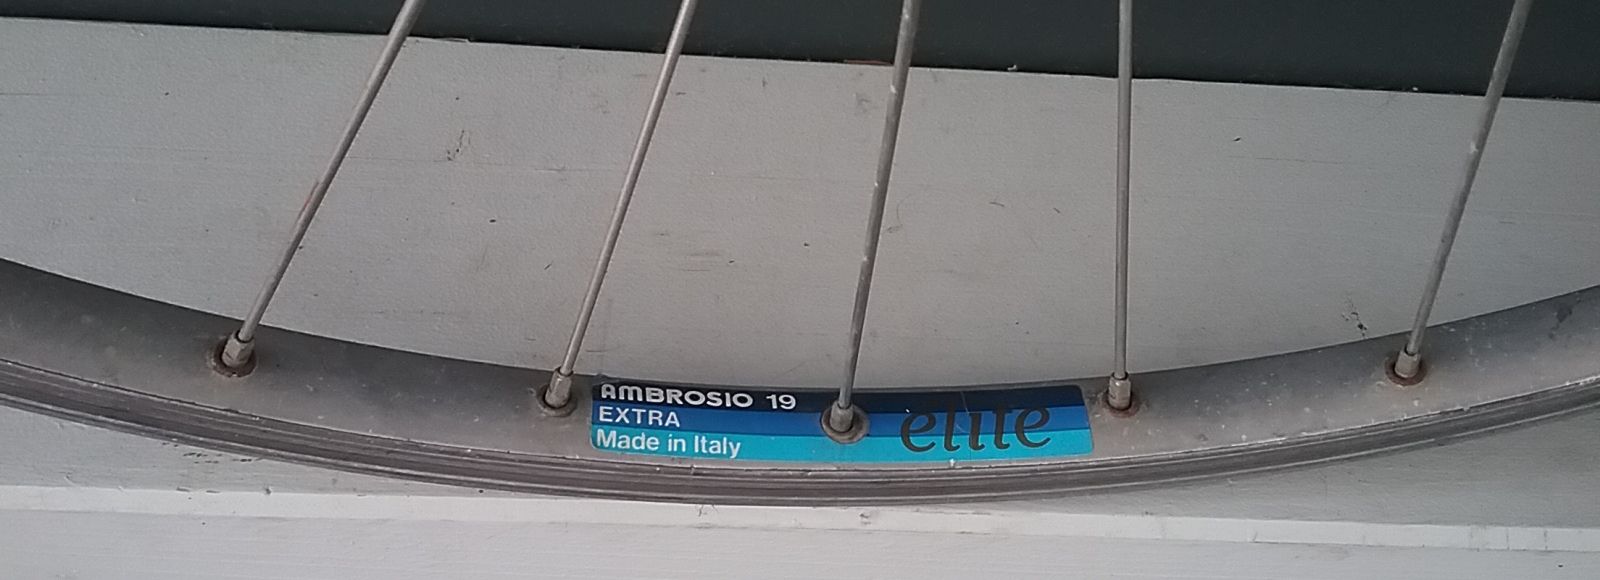 AMBROSIO 19
EXTRA
Made in Italy
elite